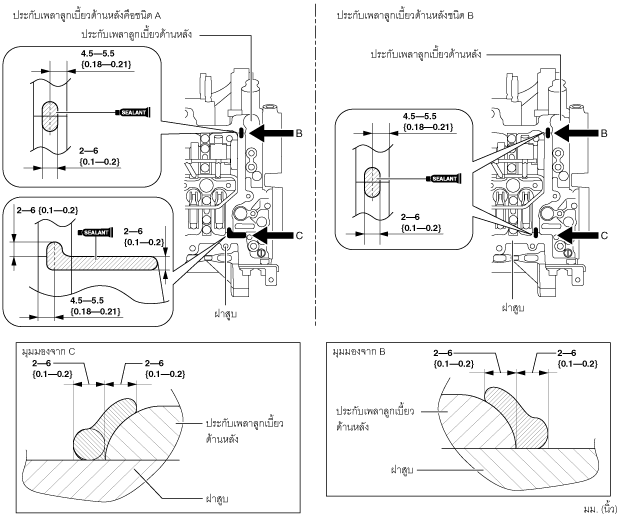 ประกับเพลาลูกเบี้ยวด้านหลังคือชนิด A
ประกับเพลาลูกเบี้ยวด้านหลัง
4.5—5.5
{0.18—0.21}
SEALANT
2—6
{0.1—0.2}
B
2—6 {0.1—0.2}
SEALANT
2—6
{0.1—0.2}
4.5—5.5
{0.18—0.21}
C
ฝาสูบ
ประกับเพลาลูกเบี้ยวด้านหลังชนิด B
ประกับเพลาลูกเบี้ยวด้านหลัง
4.5—5.5
{0.18—0.21}
SEALANT
2—6
{0.1—0.2}
B
C
ฝาสูบ
มุมมองจาก C
2—6
{0.1—0.2}
2—6
{0.1—0.2}
ประกับเพลาลูกเบี้ยว
ด้านหลัง
ฝาสูบ
มุมมองจาก B
2—6
{0.1—0.2}
2—6
{0.1—0.2}
ประกับเพลาลูกเบี้ยว
ด้านหลัง
ฝาสูบ
มม. {นิ้ว}